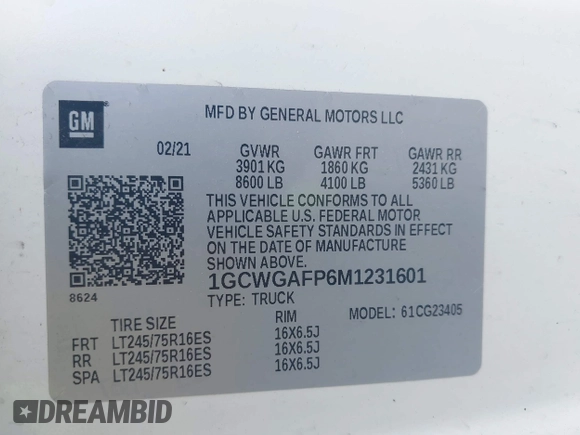 GM
MFD BY GENERAL MOTORS LLC
02/21 GVWR GAWR FRT GAWR RR
3901 KG 1860 KG 2431 KG
8600 LB 4100 LB 5360 LB
THIS VEHICLE CONFORMS TO ALL
APPLICABLE U.S. FEDERAL MOTOR
VEHICLE SAFETY STANDARDS IN EFFECT
ON THE DATE OF MANUFACTURE
SHOWN ABOVE.
8624 1GCWGAFP6M1231601
TYPE: TRUCK MODEL: 61CG23405
TIRE SIZE RIM
FRT LT245/75R16ES 16X6.5J
RR LT245/75R16ES 16X6.5J
SPA LT245/75R16ES 16X6.5J
DREAMBID